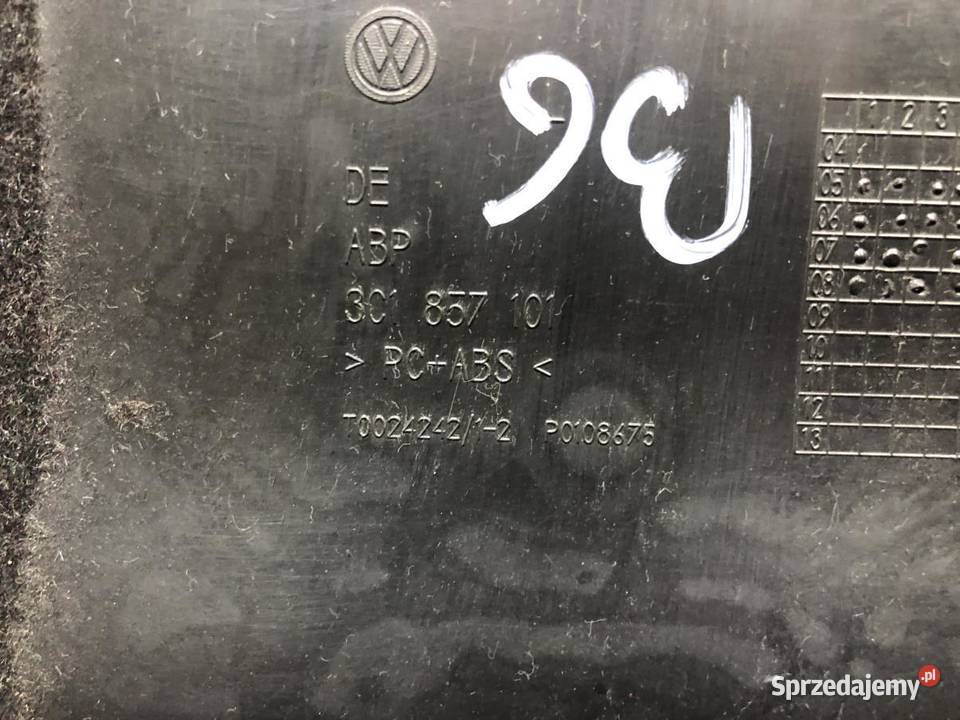 DE
ABP
3C1 857 101
> PC+ABS <
T0024242/1-2 P0108675
1 2 3
04
05
06
07
08
09
10
11
12
13
Sprzedajemy.pl